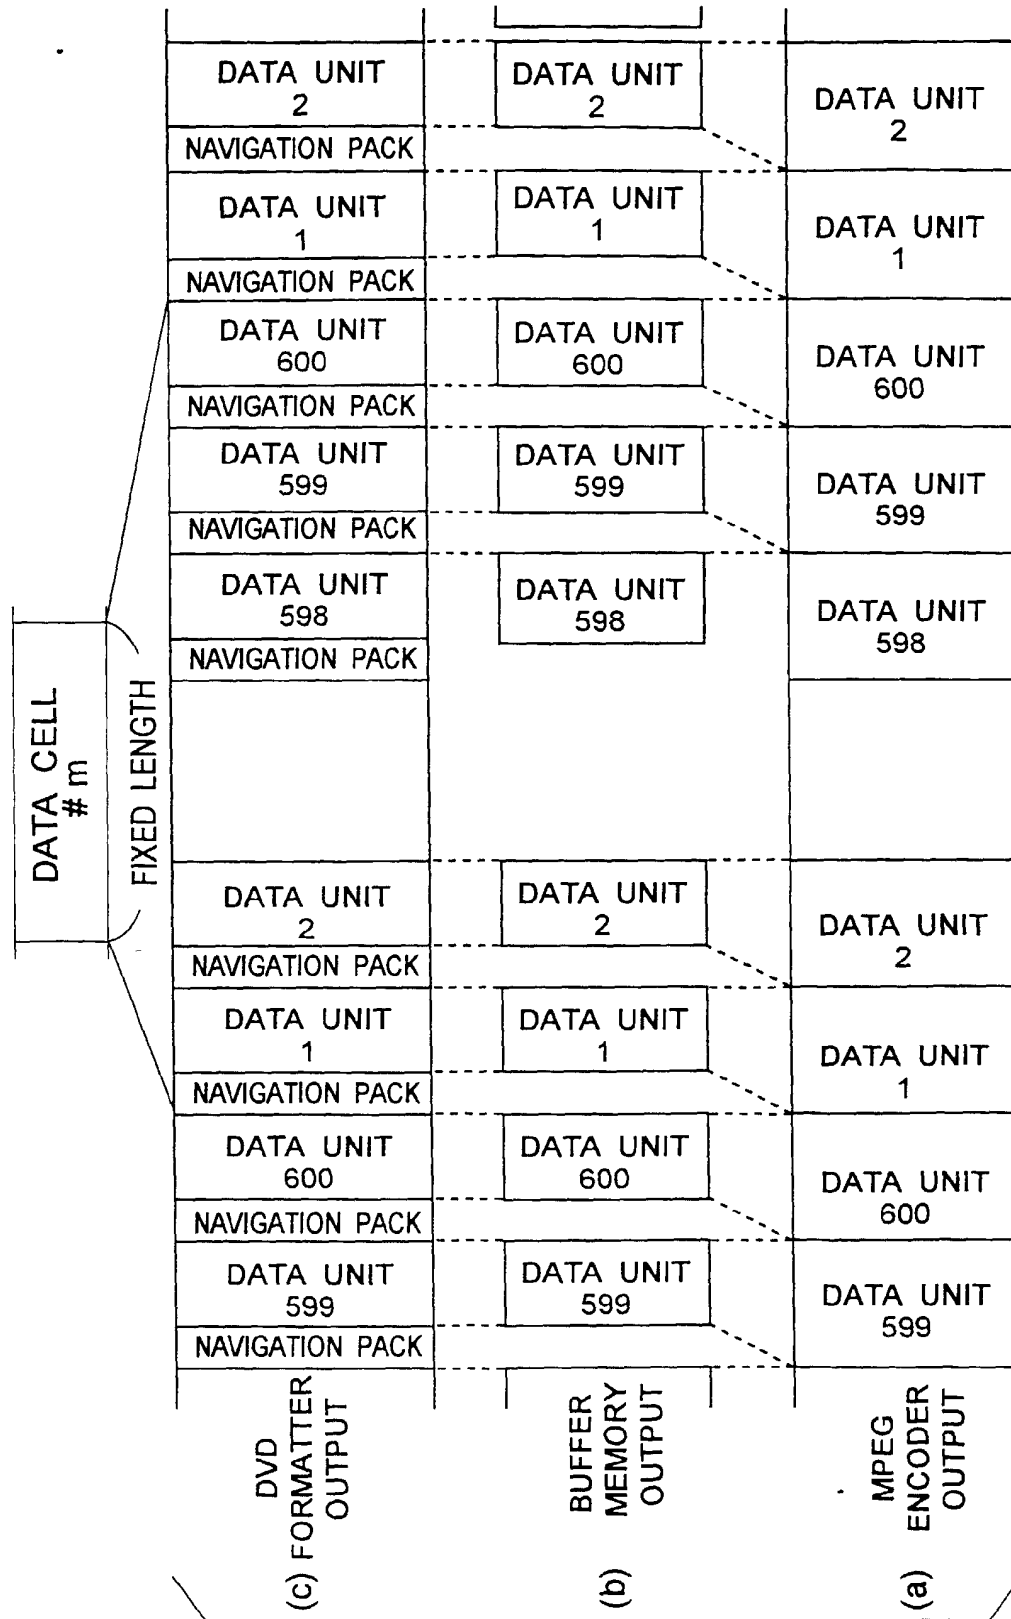 DATA UNIT
2
NAVIGATION PACK
DATA UNIT
1
NAVIGATION PACK
DATA UNIT
600
NAVIGATION PACK
DATA UNIT
599
NAVIGATION PACK
DATA UNIT
598
NAVIGATION PACK
DATA UNIT
2
NAVIGATION PACK
DATA UNIT
1
NAVIGATION PACK
DATA UNIT
600
NAVIGATION PACK
DATA UNIT
599
NAVIGATION PACK
DATA UNIT
2
DATA UNIT
1
DATA UNIT
600
DATA UNIT
599
DATA UNIT
598
DATA UNIT
2
DATA UNIT
1
DATA UNIT
600
DATA UNIT
599
DATA UNIT
2
DATA UNIT
1
DATA UNIT
600
DATA UNIT
599
DATA UNIT
598
DATA UNIT
2
DATA UNIT
1
DATA UNIT
600
DATA UNIT
599
DATA CELL
# m
FIXED LENGTH
DVD
(c) FORMATTER
OUTPUT
BUFFER
(b) MEMORY
OUTPUT
MPEG
(a) ENCODER
OUTPUT